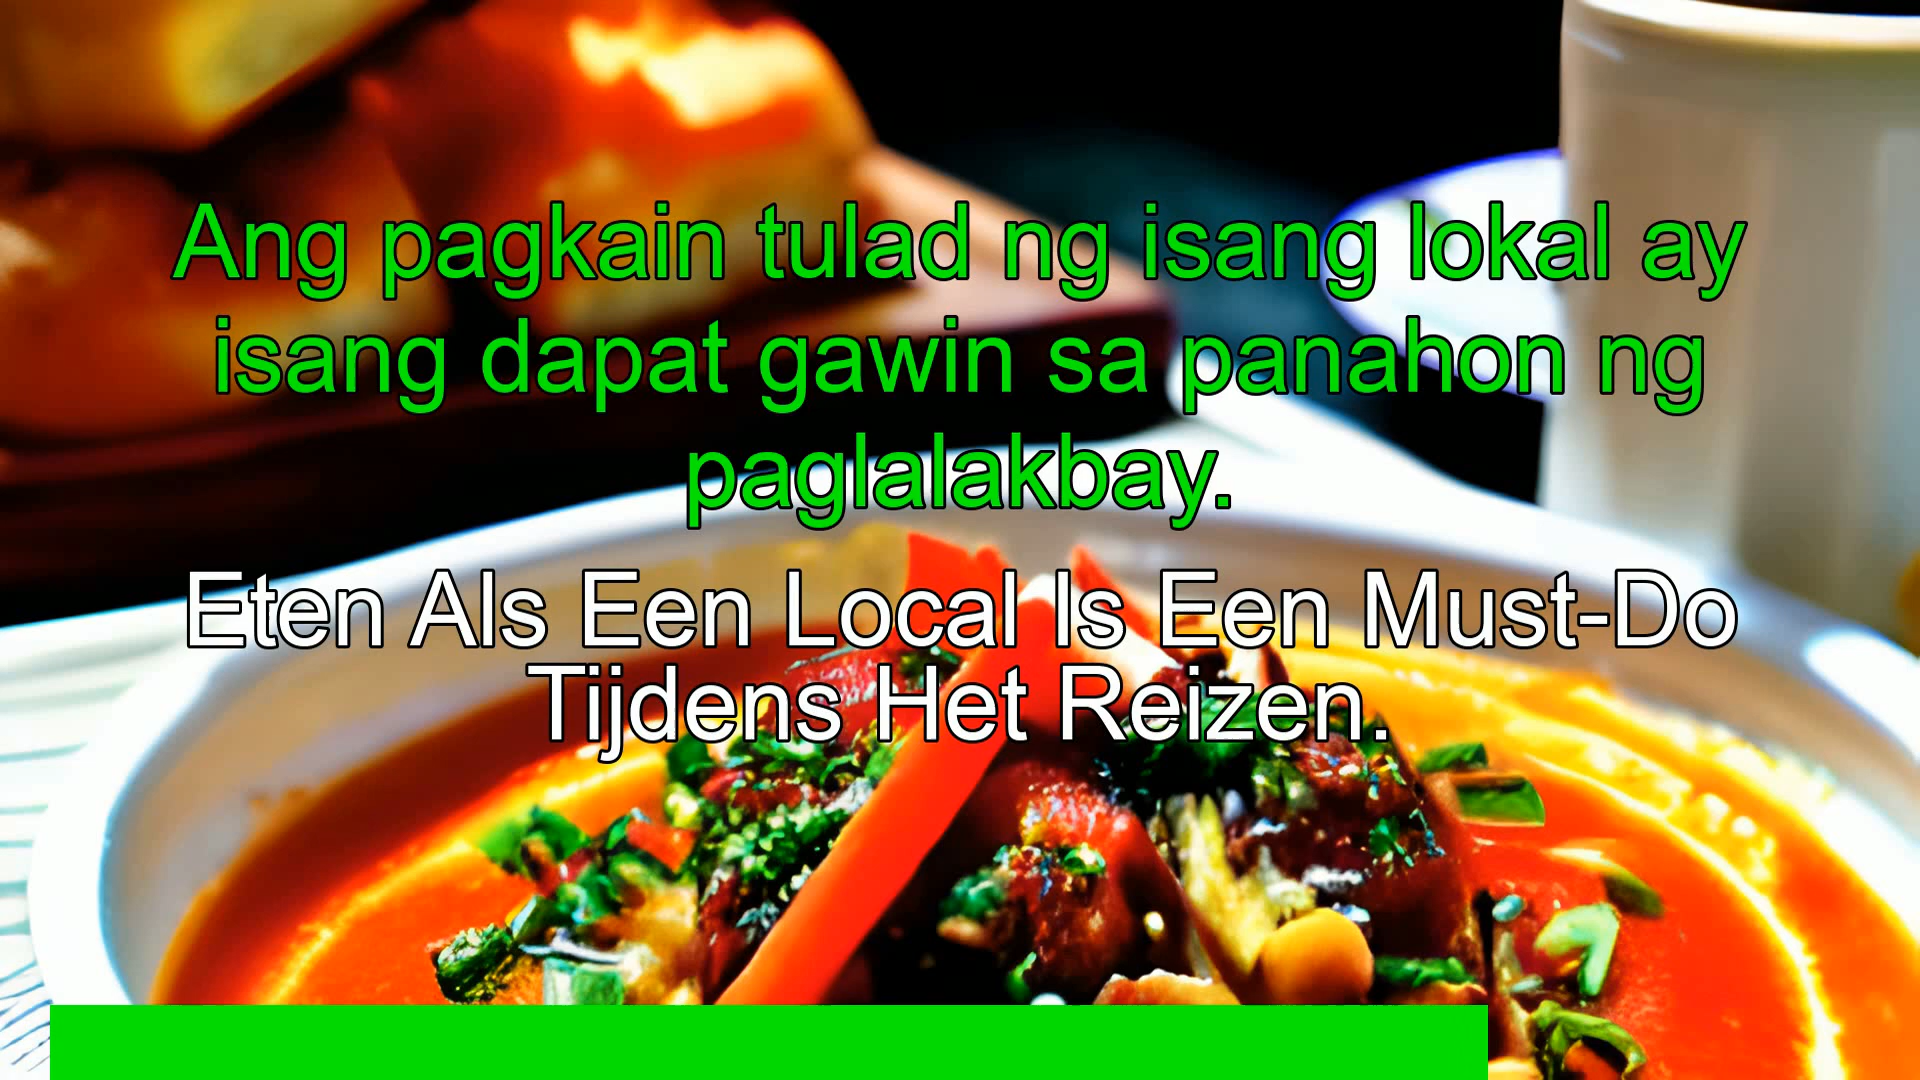 Ang pagkain tulad ng isang lokal ay
isang dapat gawin sa panahon ng
paglalakbay.
Eten Als Een Local Is Een Must-Do
Tijdens Het Reizen.